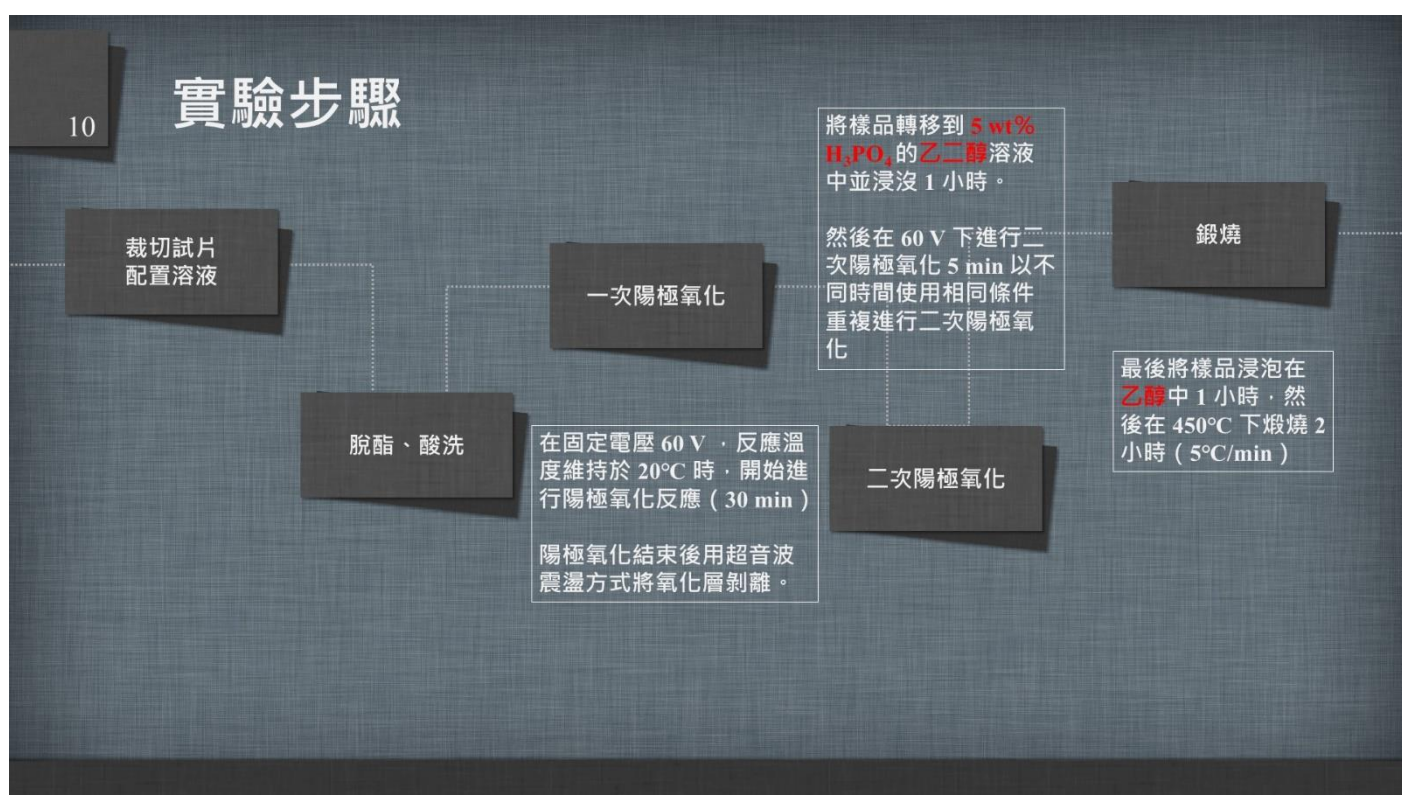 10
實驗步驟
裁切試片
配置溶液
脫酯、酸洗
一次陽極氧化
在固定電壓 60 V ，反應溫
度維持於 20°C 時，開始進
行陽極氧化反應（30 min）
陽極氧化結束後用超音波
震盪方式將氧化層剝離。
將樣品轉移到 5 wt%
H₃PO₄ 的乙二醇溶液
中並浸沒 1 小時。
然後在 60 V 下進行二
次陽極氧化 5 min 以不
同時間使用相同條件
重複進行二次陽極氧
化
二次陽極氧化
鍛燒
最後將樣品浸泡在
乙醇中 1 小時，然
後在 450°C 下煅燒 2
小時（5°C/min）